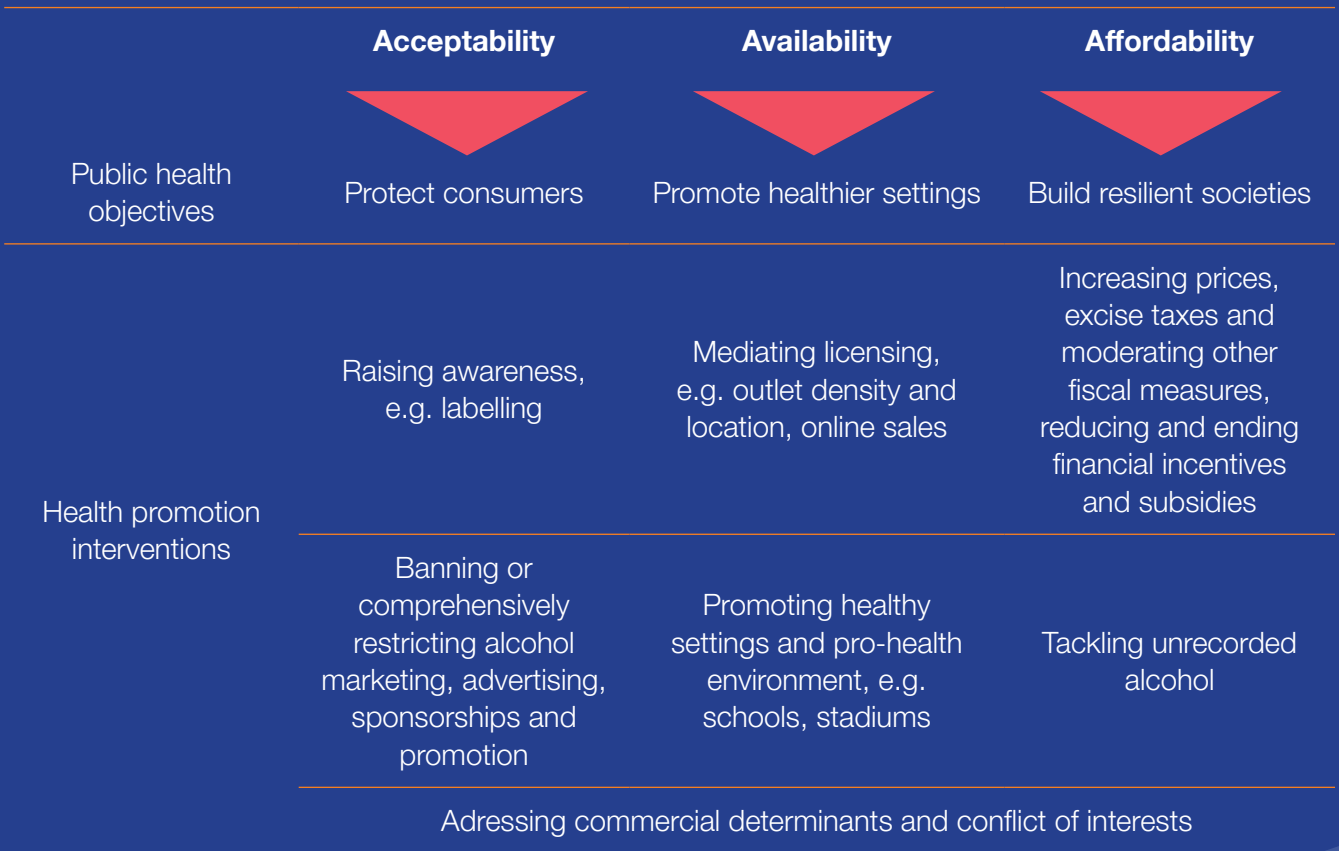 Acceptability
Availability
Affordability
Public health
objectives
Protect consumers
Promote healthier settings
Build resilient societies
Health promotion
interventions
Raising awareness,
e.g. labelling
Mediating licensing,
e.g. outlet density and
location, online sales
Increasing prices,
excise taxes and
moderating other
fiscal measures,
reducing and ending
financial incentives
and subsidies
Banning or
comprehensively
restricting alcohol
marketing, advertising,
sponsorships and
promotion
Promoting healthy
settings and pro-health
environment, e.g.
schools, stadiums
Tackling unrecorded
alcohol
Adressing commercial determinants and conflict of interests